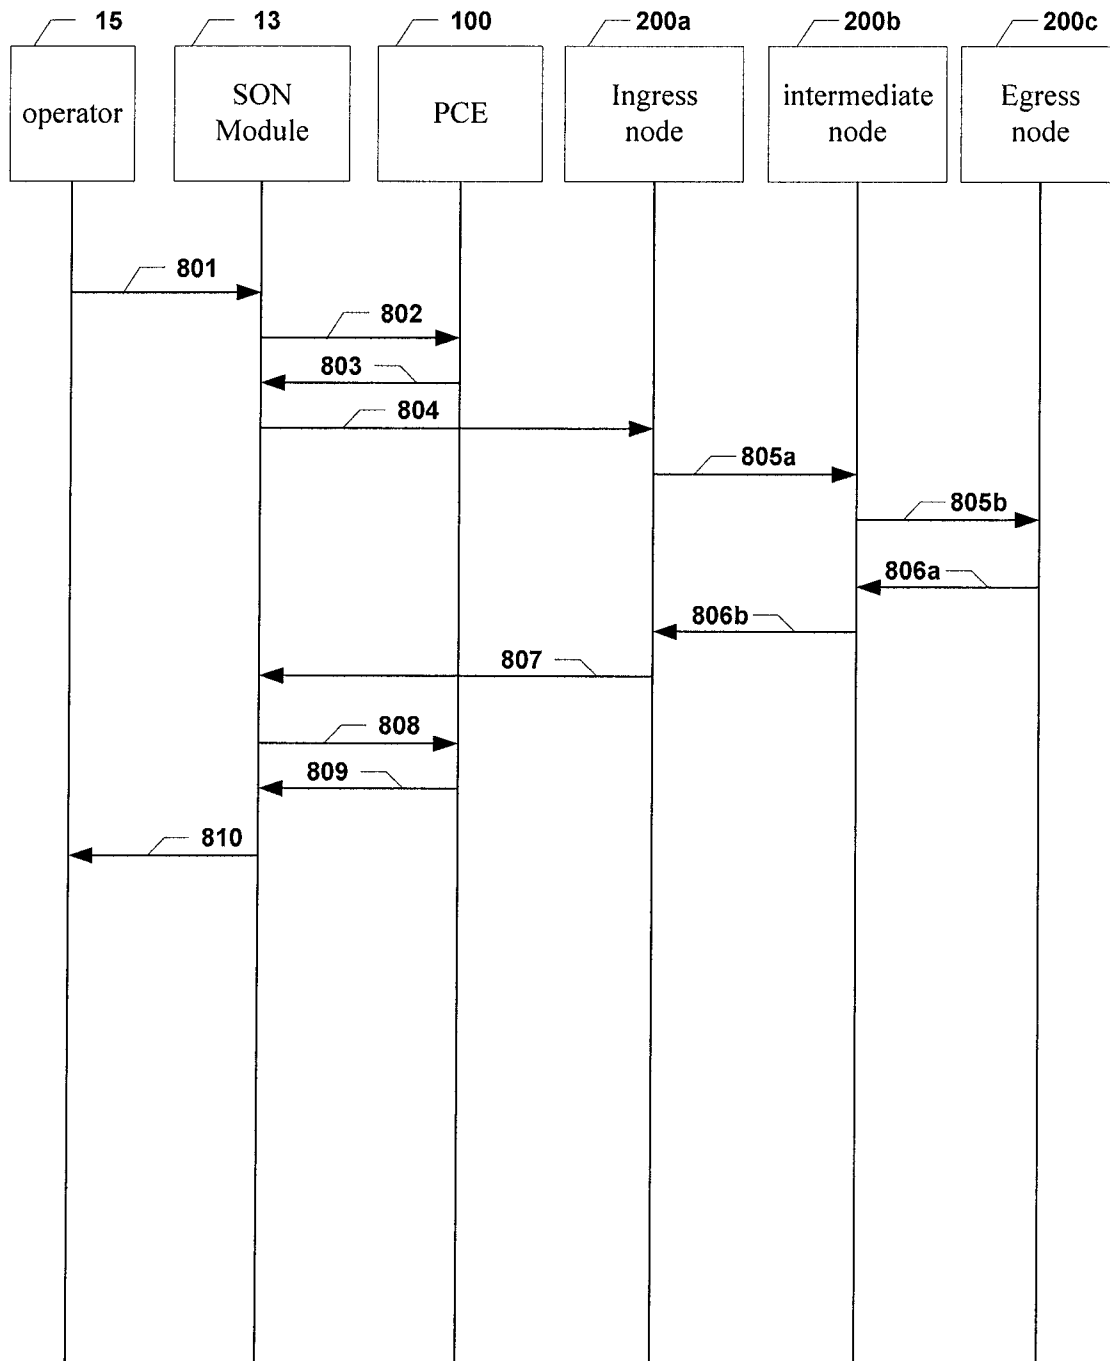 15
13
100
200a
200b
200c
operator
SON
Module
PCE
Ingress
node
intermediate
node
Egress
node
801
802
803
804
805a
805b
806a
806b
807
808
809
810